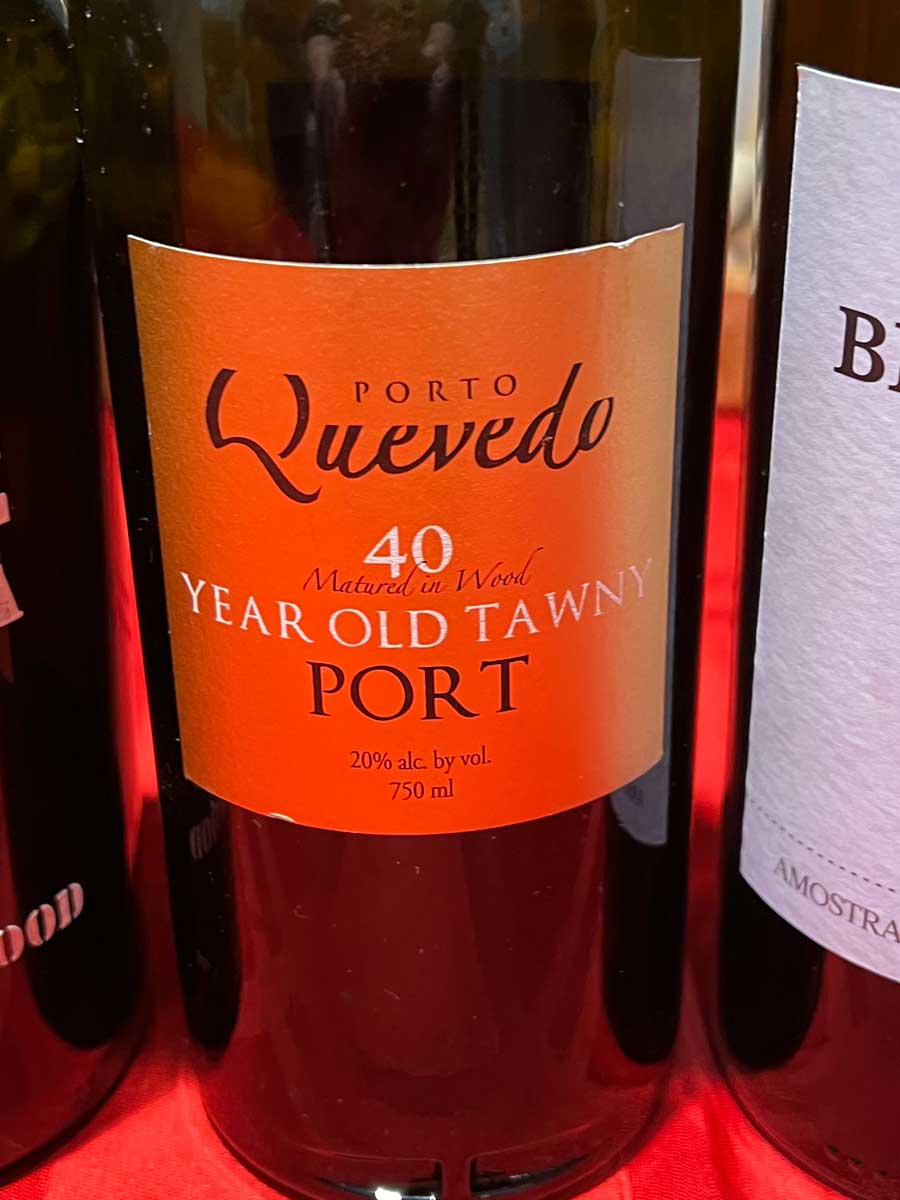 PORTO
Quevedo
40
Matured in Wood
YEAR OLD TAWNY
PORT
20% alc. by vol.
750 ml
AMOSTRA